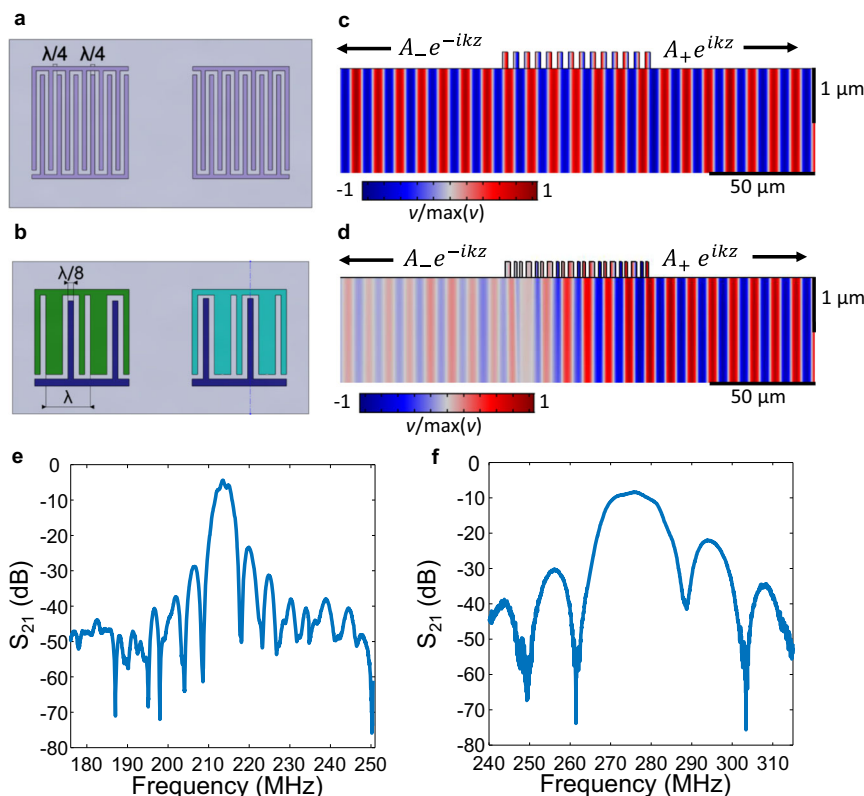 a
λ/4 λ/4
b
λ/8
λ
c
A₋e⁻ⁱᵏᶻ A₊eⁱᵏᶻ
1 µm
-1 1
v/max(v)
50 µm
d
A₋e⁻ⁱᵏᶻ A₊ eⁱᵏᶻ
1 µm
-1 1
v/max(v)
50 µm
e
0
-10
-20
-30
-40
-50
-60
-70
-80
S₂₁ (dB)
180 190 200 210 220 230 240 250
Frequency (MHz)
f
0
-10
-20
-30
-40
-50
-60
-70
-80
S₂₁ (dB)
240 250 260 270 280 290 300 310
Frequency (MHz)